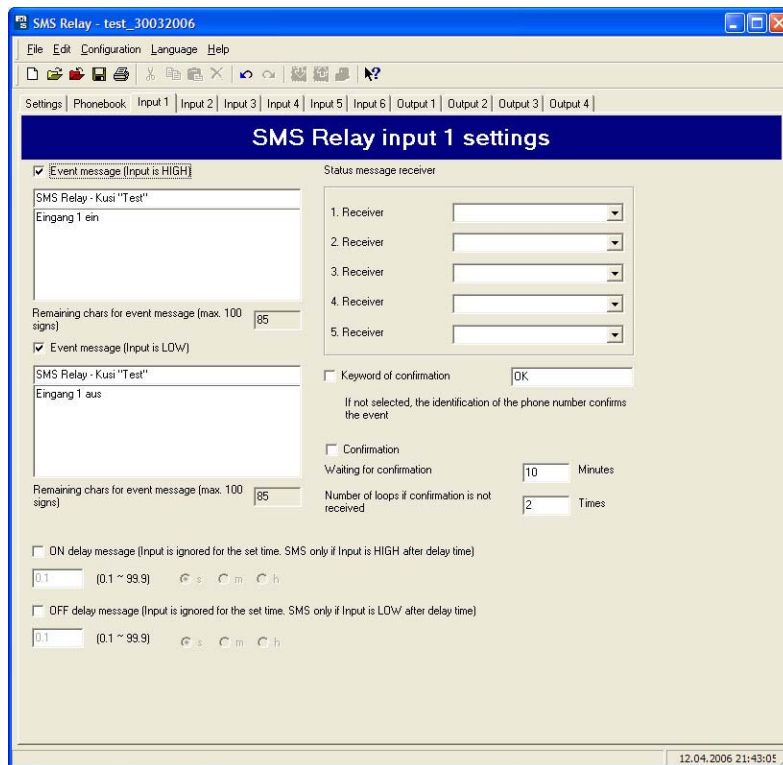 SMS Relay - test_30032006
File Edit Configuration Language Help
Settings Phonebook Input 1 Input 2 Input 3 Input 4 Input 5 Input 6 Output 1 Output 2 Output 3 Output 4
SMS Relay input 1 settings
Event message (Input is HIGH)
SMS Relay - Kusi "Test"
Eingang 1 ein
Remaining chars for event message (max. 100
signs)
85
Event message (Input is LOW)
SMS Relay - Kusi "Test"
Eingang 1 aus
Remaining chars for event message (max. 100
signs)
85
Status message receiver
1. Receiver
2. Receiver
3. Receiver
4. Receiver
5. Receiver
Keyword of confirmation OK
If not selected, the identification of the phone number confirms
the event
Confirmation
Waiting for confirmation 10 Minutes
Number of loops if confirmation is not
received
2 Times
ON delay message (Input is ignored for the set time. SMS only if Input is HIGH after delay time)
0.1 (0.1 ~ 99.9) s m h
OFF delay message (Input is ignored for the set time. SMS only if Input is LOW after delay time)
0.1 (0.1 ~ 99.9) s m h
12.04.2006 21:43:05